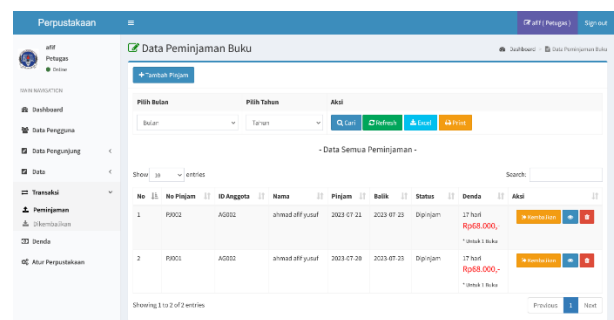 Perpustakaan
afif ( Petugas )
Sign out
afif
Petugas
Online
MAIN NAVIGATION
Dashboard
Data Pengguna
Data Pengunjung
Data
Transaksi
Peminjaman
Dikembalikan
Denda
Atur Perpustakaan
Data Peminjaman Buku
Dashboard Data Peminjaman Buku
+Tambah Pinjam
Pilih Bulan Pilih Tahun Aksi
Bulan Tahun Cari Refresh Excel Print
- Data Semua Peminjaman -
Show 10 entries Search:
No No Pinjam ID Anggota Nama Pinjam Balik Status Denda Aksi
1 PJ002 AG002 ahmad afif yusuf 2023-07-21 2023-07-23 Dipinjam 17 hari Kembalikan
Rp68.000,-
* Untuk 1 Buku
2 PJ001 AG002 ahmad afif yusuf 2023-07-20 2023-07-23 Dipinjam 17 hari Kembalikan
Rp68.000,-
* Untuk 1 Buku
Showing 1 to 2 of 2 entries Previous 1 Next